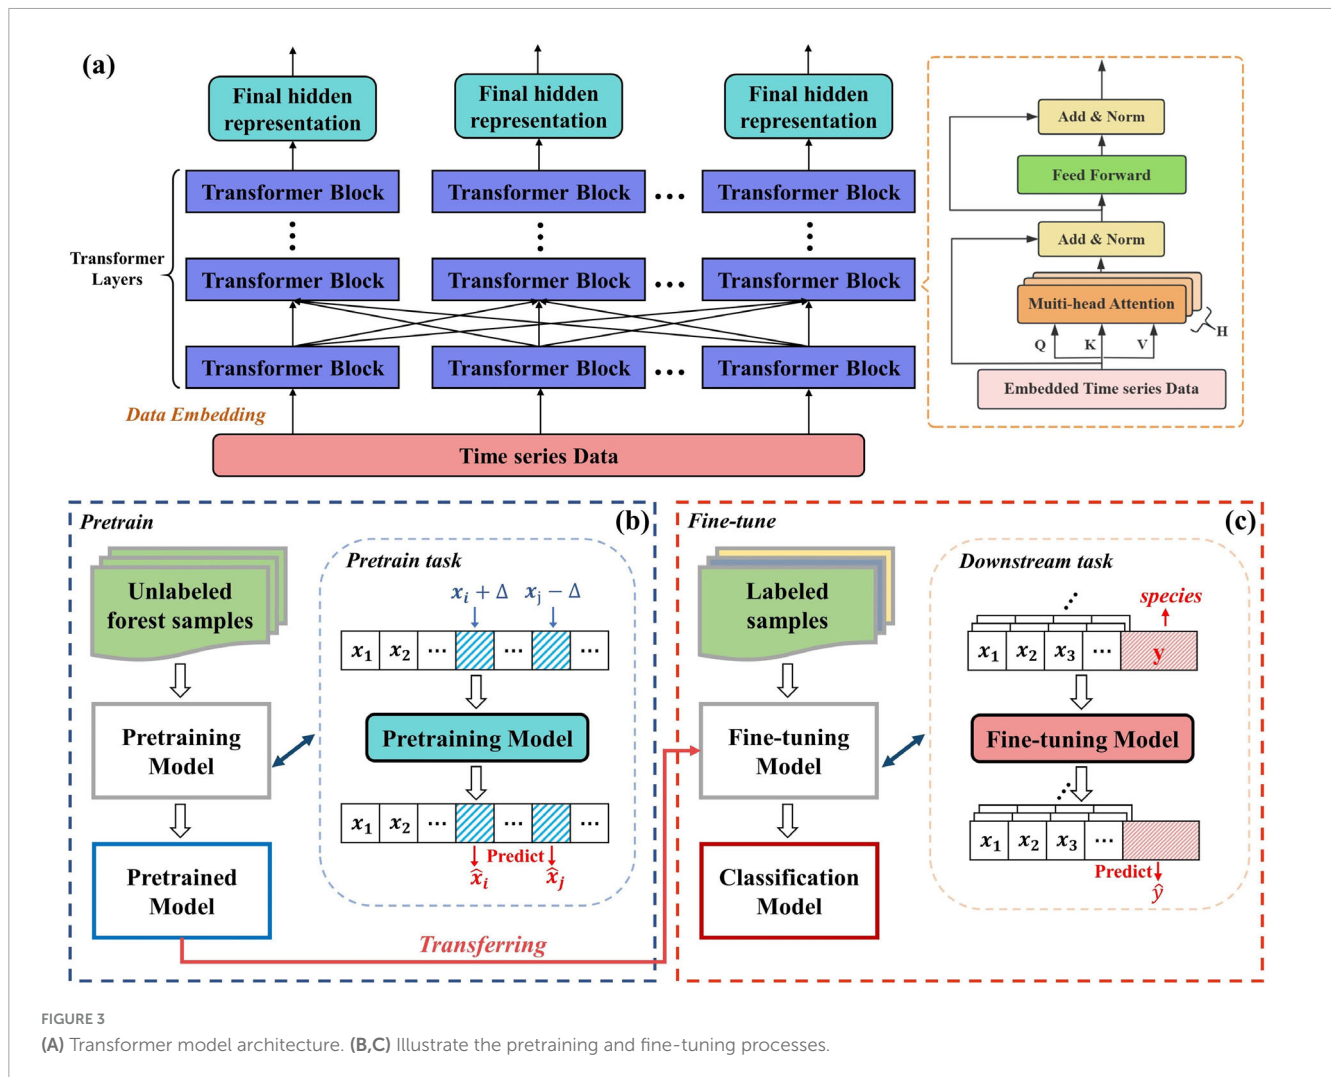 (a)
Final hidden
representation
Final hidden
representation
Final hidden
representation
Transformer Block
Transformer Block
...
Transformer Block
Transformer
Layers
Transformer Block
Transformer Block
...
Transformer Block
Transformer Block
Transformer Block
...
Transformer Block
Data Embedding
Time series Data
Add & Norm
Feed Forward
Add & Norm
Muiti-head Attention
H
Q K V
Embedded Time series Data
Pretrain
(b)
Unlabeled
forest samples
Pretraining
Model
Pretrained
Model
Pretrain task
xᵢ + Δ xⱼ − Δ
x₁ x₂ ... ... ...
Pretraining Model
x₁ x₂ ... ... ...
Predict
x̂ᵢ x̂ⱼ
Transferring
Fine-tune
(c)
Labeled
samples
Fine-tuning
Model
Classification
Model
Downstream task
species
x₁ x₂ x₃ ... y
Fine-tuning Model
x₁ x₂ x₃ ...
Predict
ŷ
FIGURE 3
(A) Transformer model architecture. (B,C) Illustrate the pretraining and fine-tuning processes.